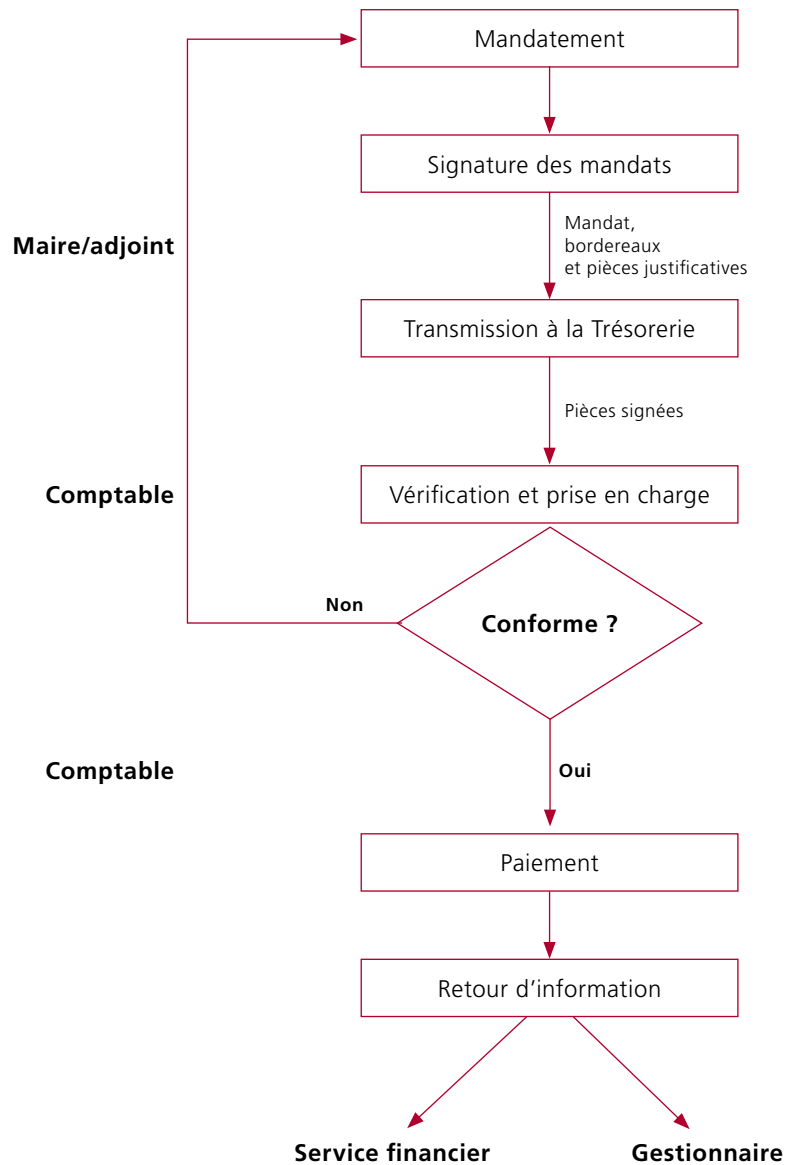 Mandatement
Signature des mandats
Maire/adjoint
Mandat,
bordereaux
et pièces justificatives
Transmission à la Trésorerie
Pièces signées
Comptable
Vérification et prise en charge
Non
Conforme ?
Comptable
Oui
Paiement
Retour d’information
Service financier
Gestionnaire